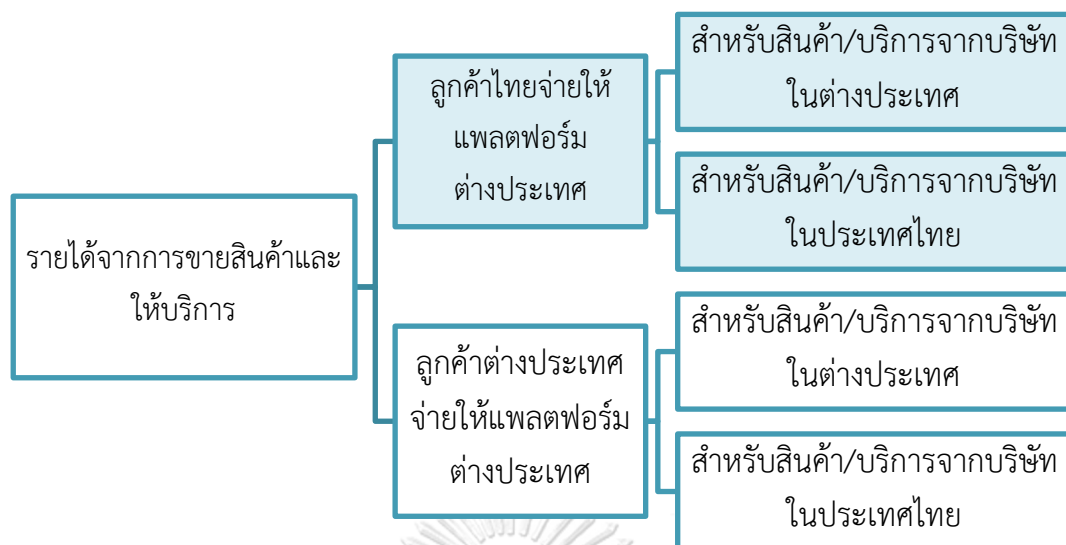 รายได้จากการขายสินค้าและ
ให้บริการ
ลูกค้าไทยจ่ายให้
แพลตฟอร์ม
ต่างประเทศ
สำหรับสินค้า/บริการจากบริษัท
ในต่างประเทศ
สำหรับสินค้า/บริการจากบริษัท
ในประเทศไทย
ลูกค้าต่างประเทศ
จ่ายให้แพลตฟอร์ม
ต่างประเทศ
สำหรับสินค้า/บริการจากบริษัท
ในต่างประเทศ
สำหรับสินค้า/บริการจากบริษัท
ในประเทศไทย